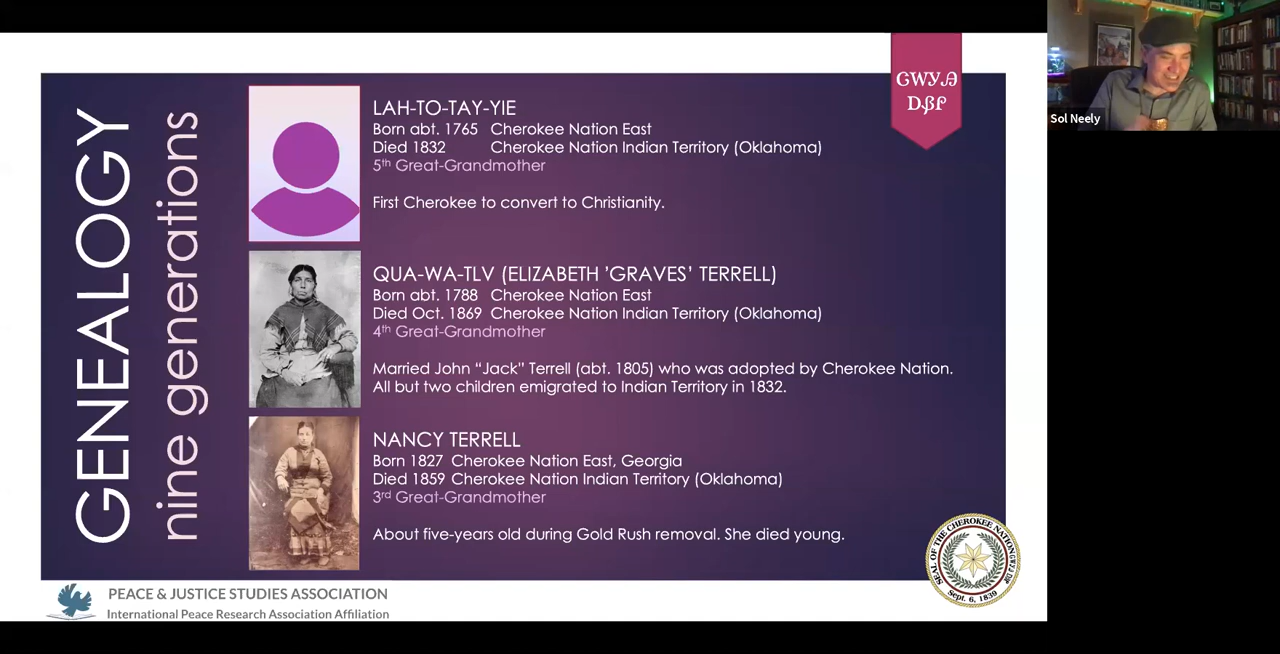 GENEALOGY
nine generations
LAH-TO-TAY-YIE
Born abt. 1765 Cherokee Nation East
Died 1832 Cherokee Nation Indian Territory (Oklahoma)
5th Great-Grandmother
First Cherokee to convert to Christianity.
QUA-WA-TLV (ELIZABETH 'GRAVES' TERRELL)
Born abt. 1788 Cherokee Nation East
Died Oct. 1869 Cherokee Nation Indian Territory (Oklahoma)
4th Great-Grandmother
Married John “Jack” Terrell (abt. 1805) who was adopted by Cherokee Nation.
All but two children emigrated to Indian Territory in 1832.
NANCY TERRELL
Born 1827 Cherokee Nation East, Georgia
Died 1859 Cherokee Nation Indian Territory (Oklahoma)
3rd Great-Grandmother
About five-years old during Gold Rush removal. She died young.
ᏣᎳᎩᎯ
ᎠᏰᎵ
SEAL OF THE CHEROKEE NATION
Sept. 6, 1839
PEACE & JUSTICE STUDIES ASSOCIATION
International Peace Research Association Affiliation
Sol Neely